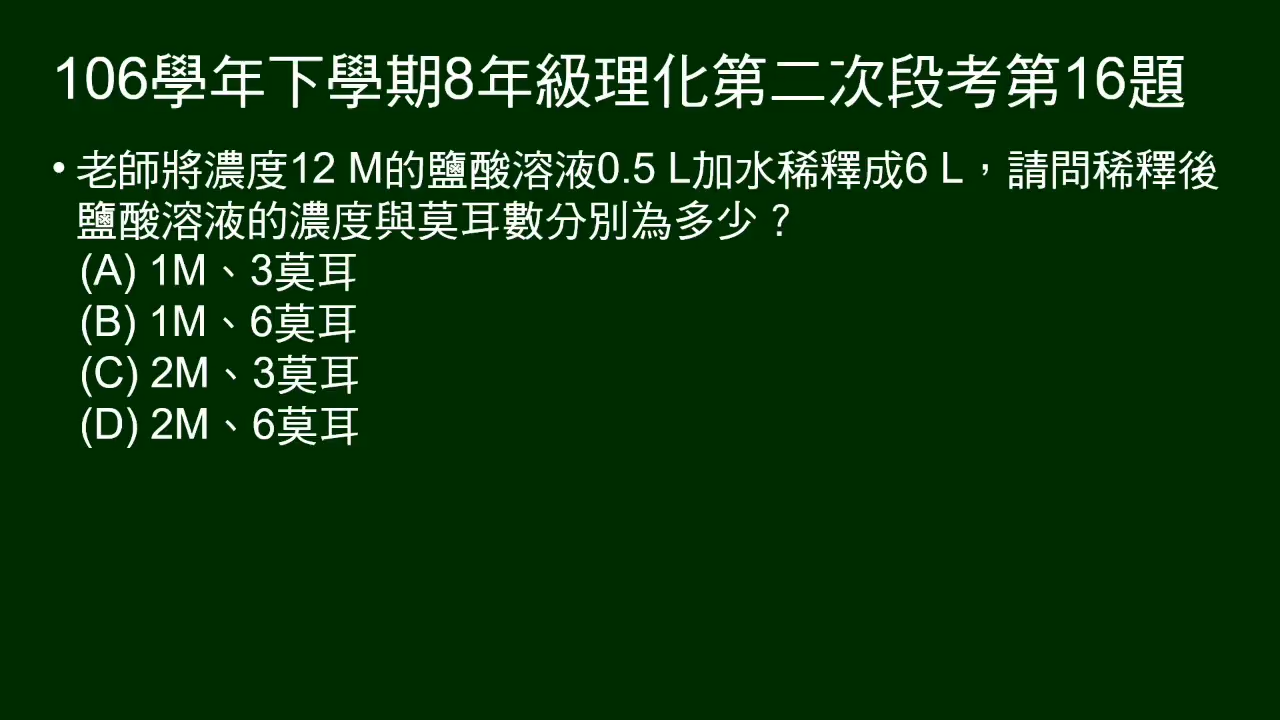 106學年下學期8年級理化第二次段考第16題
• 老師將濃度12 M的鹽酸溶液0.5 L加水稀釋成6 L，請問稀釋後
鹽酸溶液的濃度與莫耳數分別為多少？
(A) 1M、3莫耳
(B) 1M、6莫耳
(C) 2M、3莫耳
(D) 2M、6莫耳